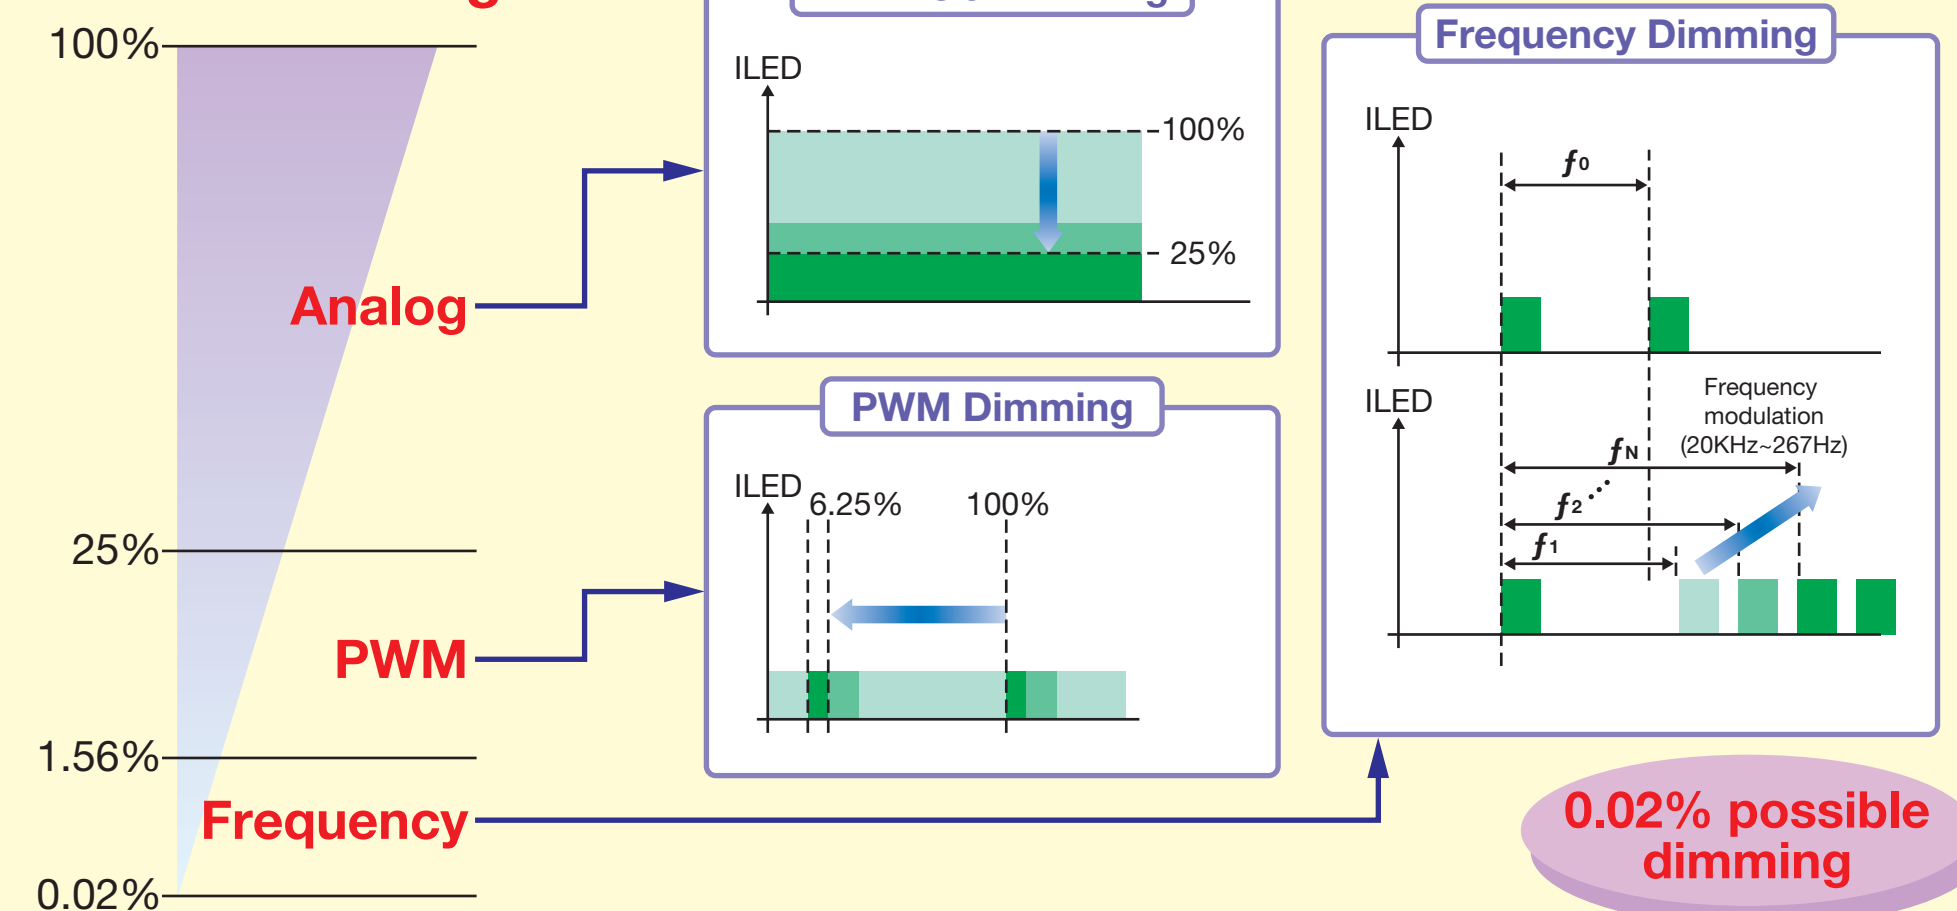 100%
Analog
25%
PWM
1.56%
Frequency
0.02%
ILED
100%
25%
PWM Dimming
ILED
6.25%
100%
Frequency Dimming
ILED
f0
ILED
Frequency
modulation
(20KHz~267Hz)
fN
f2
f1
0.02% possible
dimming